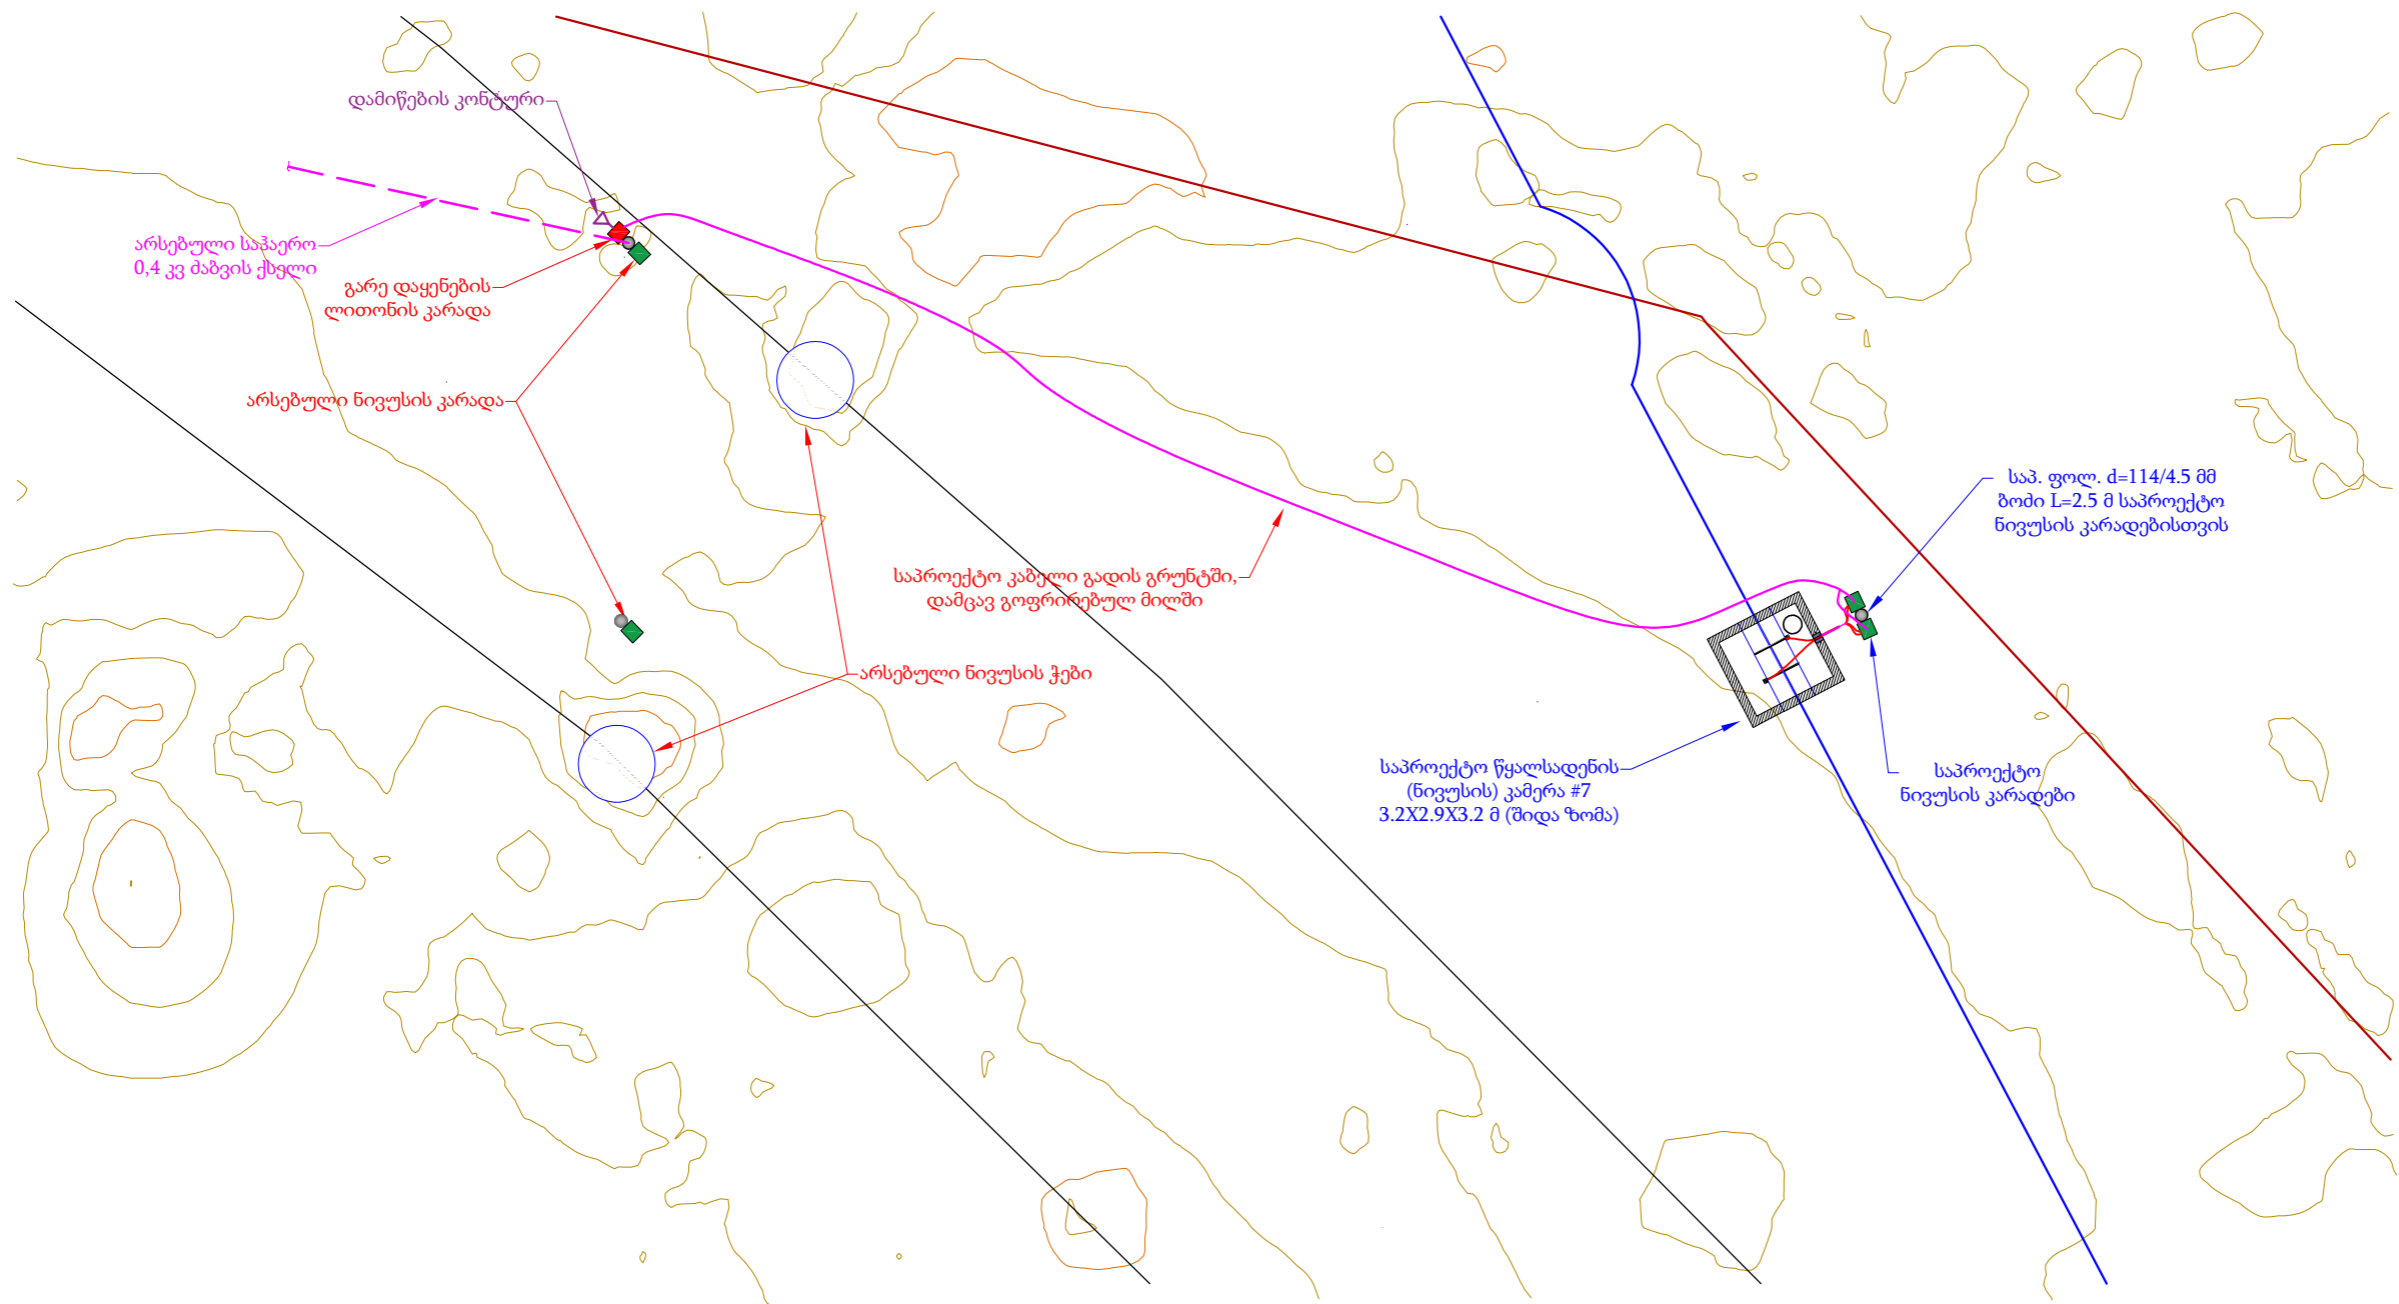 დამიწების კონტური
არსებული საჰაერო
0,4 კვ ძაბვის ქსელი
გარე დაყენების
ლითონის კარადა
არსებული ნივუსის კარადა
საპ. ფოლ. d=114/4.5 მმ
ბოძი L=2.5 მ საპროექტო
ნივუსის კარადებისთვის
საპროექტო კაბელი გადის გრუნტში,
დამცავ გოფრირებულ მილში
არსებული ნივუსის ჭები
საპროექტო წყალსადენის
(ნივუსის) კამერა #7
3.2X2.9X3.2 მ (შიდა ზომა)
საპროექტო
ნივუსის კარადები